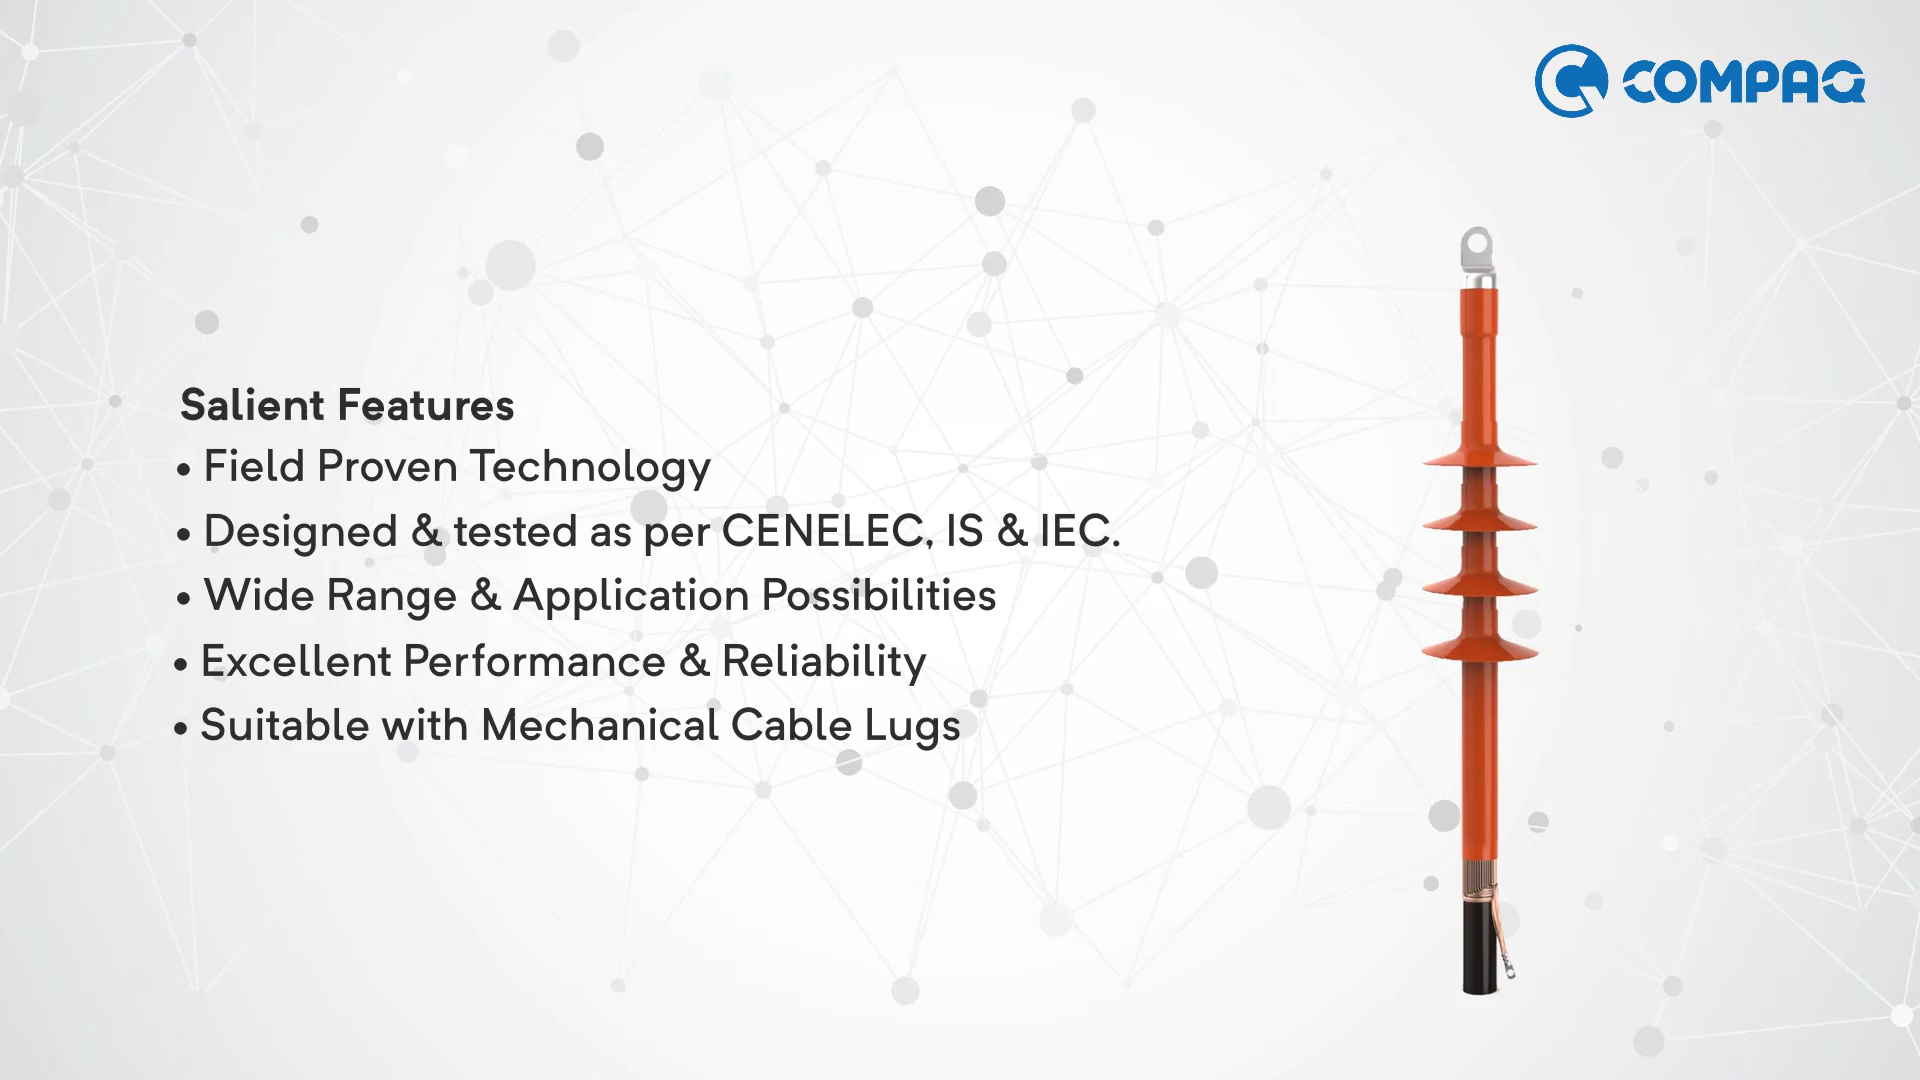 COMPAQ
Salient Features
• Field Proven Technology
• Designed & tested as per CENELEC, IS & IEC.
• Wide Range & Application Possibilities
• Excellent Performance & Reliability
• Suitable with Mechanical Cable Lugs